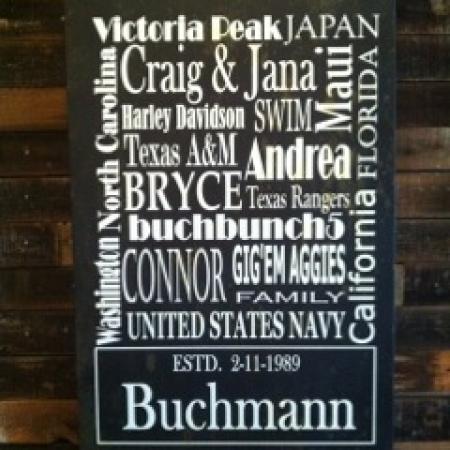 Victoria Peak JAPAN
Craig & Jana
Maui
Harley Davidson SWIM
Texas A&M Andrea
BRYCE Texas Rangers
buchbunch5
CONNOR GIG'EM AGGIES
FAMILY
UNITED STATES NAVY
Washington North Carolina
California FLORIDA
ESTD. 2-11-1989
Buchmann